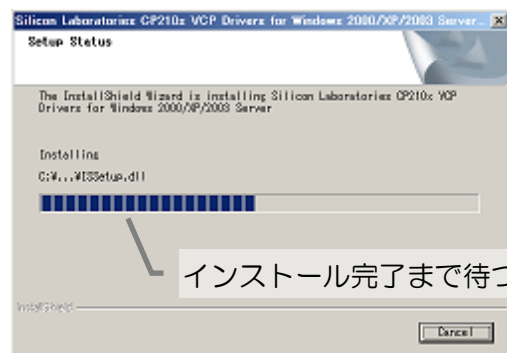 Silicon Laboratories CP210x VCP Drivers for Windows 2000/XP/2003 Server...
Setup Status
The InstallShield Wizard is installing Silicon Laboratories CP210x VCP
Drivers for Windows 2000/XP/2003 Server
Installing
C:¥...¥ISSetup.dll
インストール完了まで待つ
InstallShield
Cancel